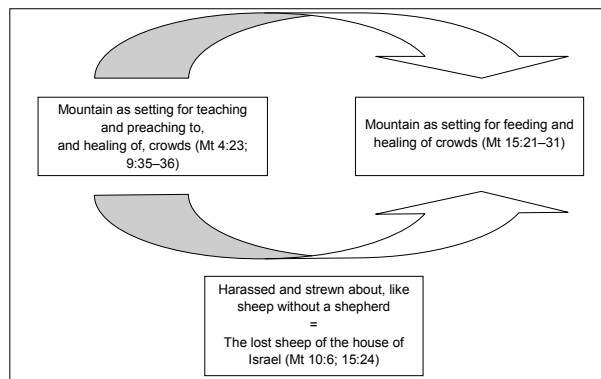 Mountain as setting for teaching
and preaching to,
and healing of, crowds (Mt 4:23;
9:35–36)
Mountain as setting for feeding and
healing of crowds (Mt 15:21–31)
Harassed and strewn about, like
sheep without a shepherd
=
The lost sheep of the house of
Israel (Mt 10:6; 15:24)